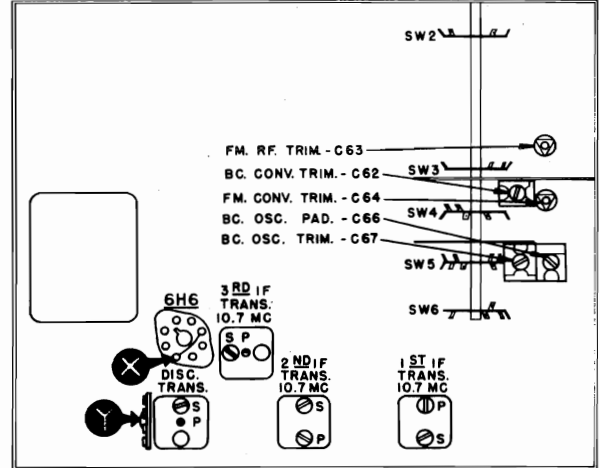 SW2
FM. RF. TRIM. - C63
BC. CONV. TRIM. - C62
SW3
FM. CONV. TRIM. - C64
SW4
BC. OSC. PAD. - C66
BC. OSC. TRIM. - C67
SW5
SW6
6H6
3RD IF
TRANS.
10.7 MC
S P
X
DISC.
TRANS.
2ND IF
TRANS.
10.7 MC
1ST IF
TRANS.
10.7 MC
Y
S
P
S
P
P
S